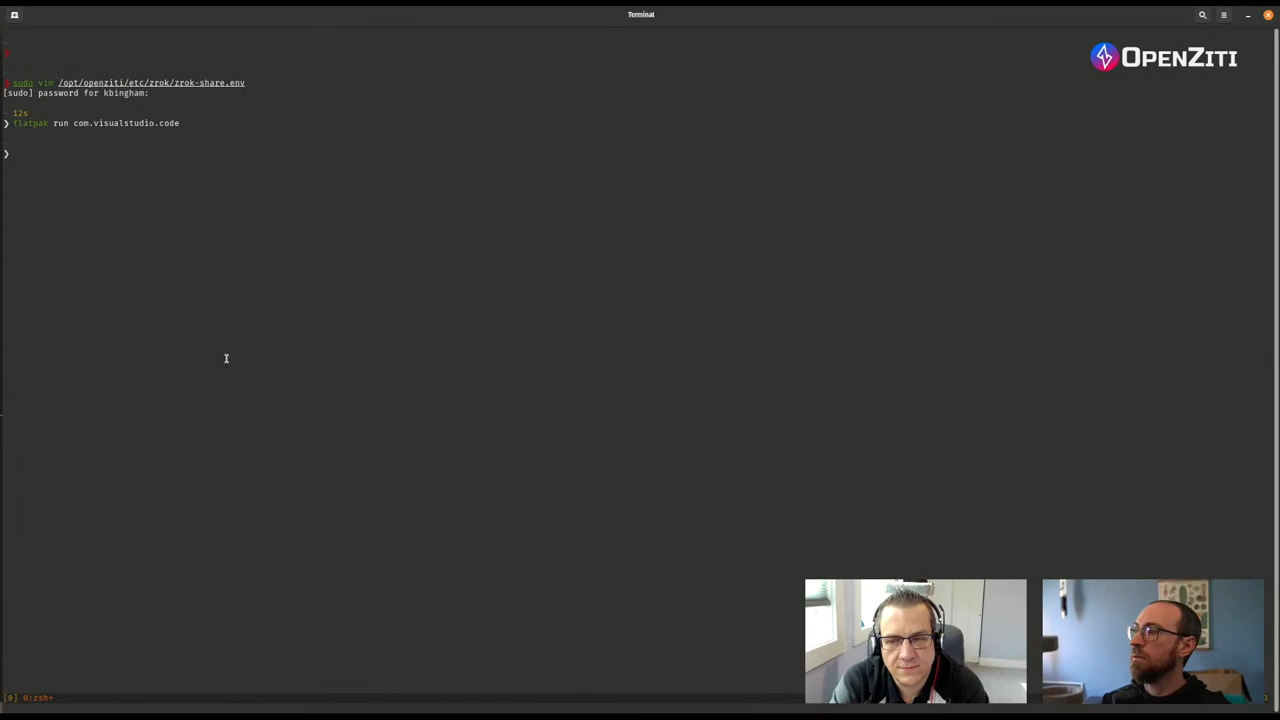 Terminal
OPENZITI
❯ sudo vim /opt/openziti/etc/zrok/zrok-share.env
[sudo] password for kbingham:
~ 12s
❯ flatpak run com.visualstudio.code
~
❯
[0] 0:zsh*